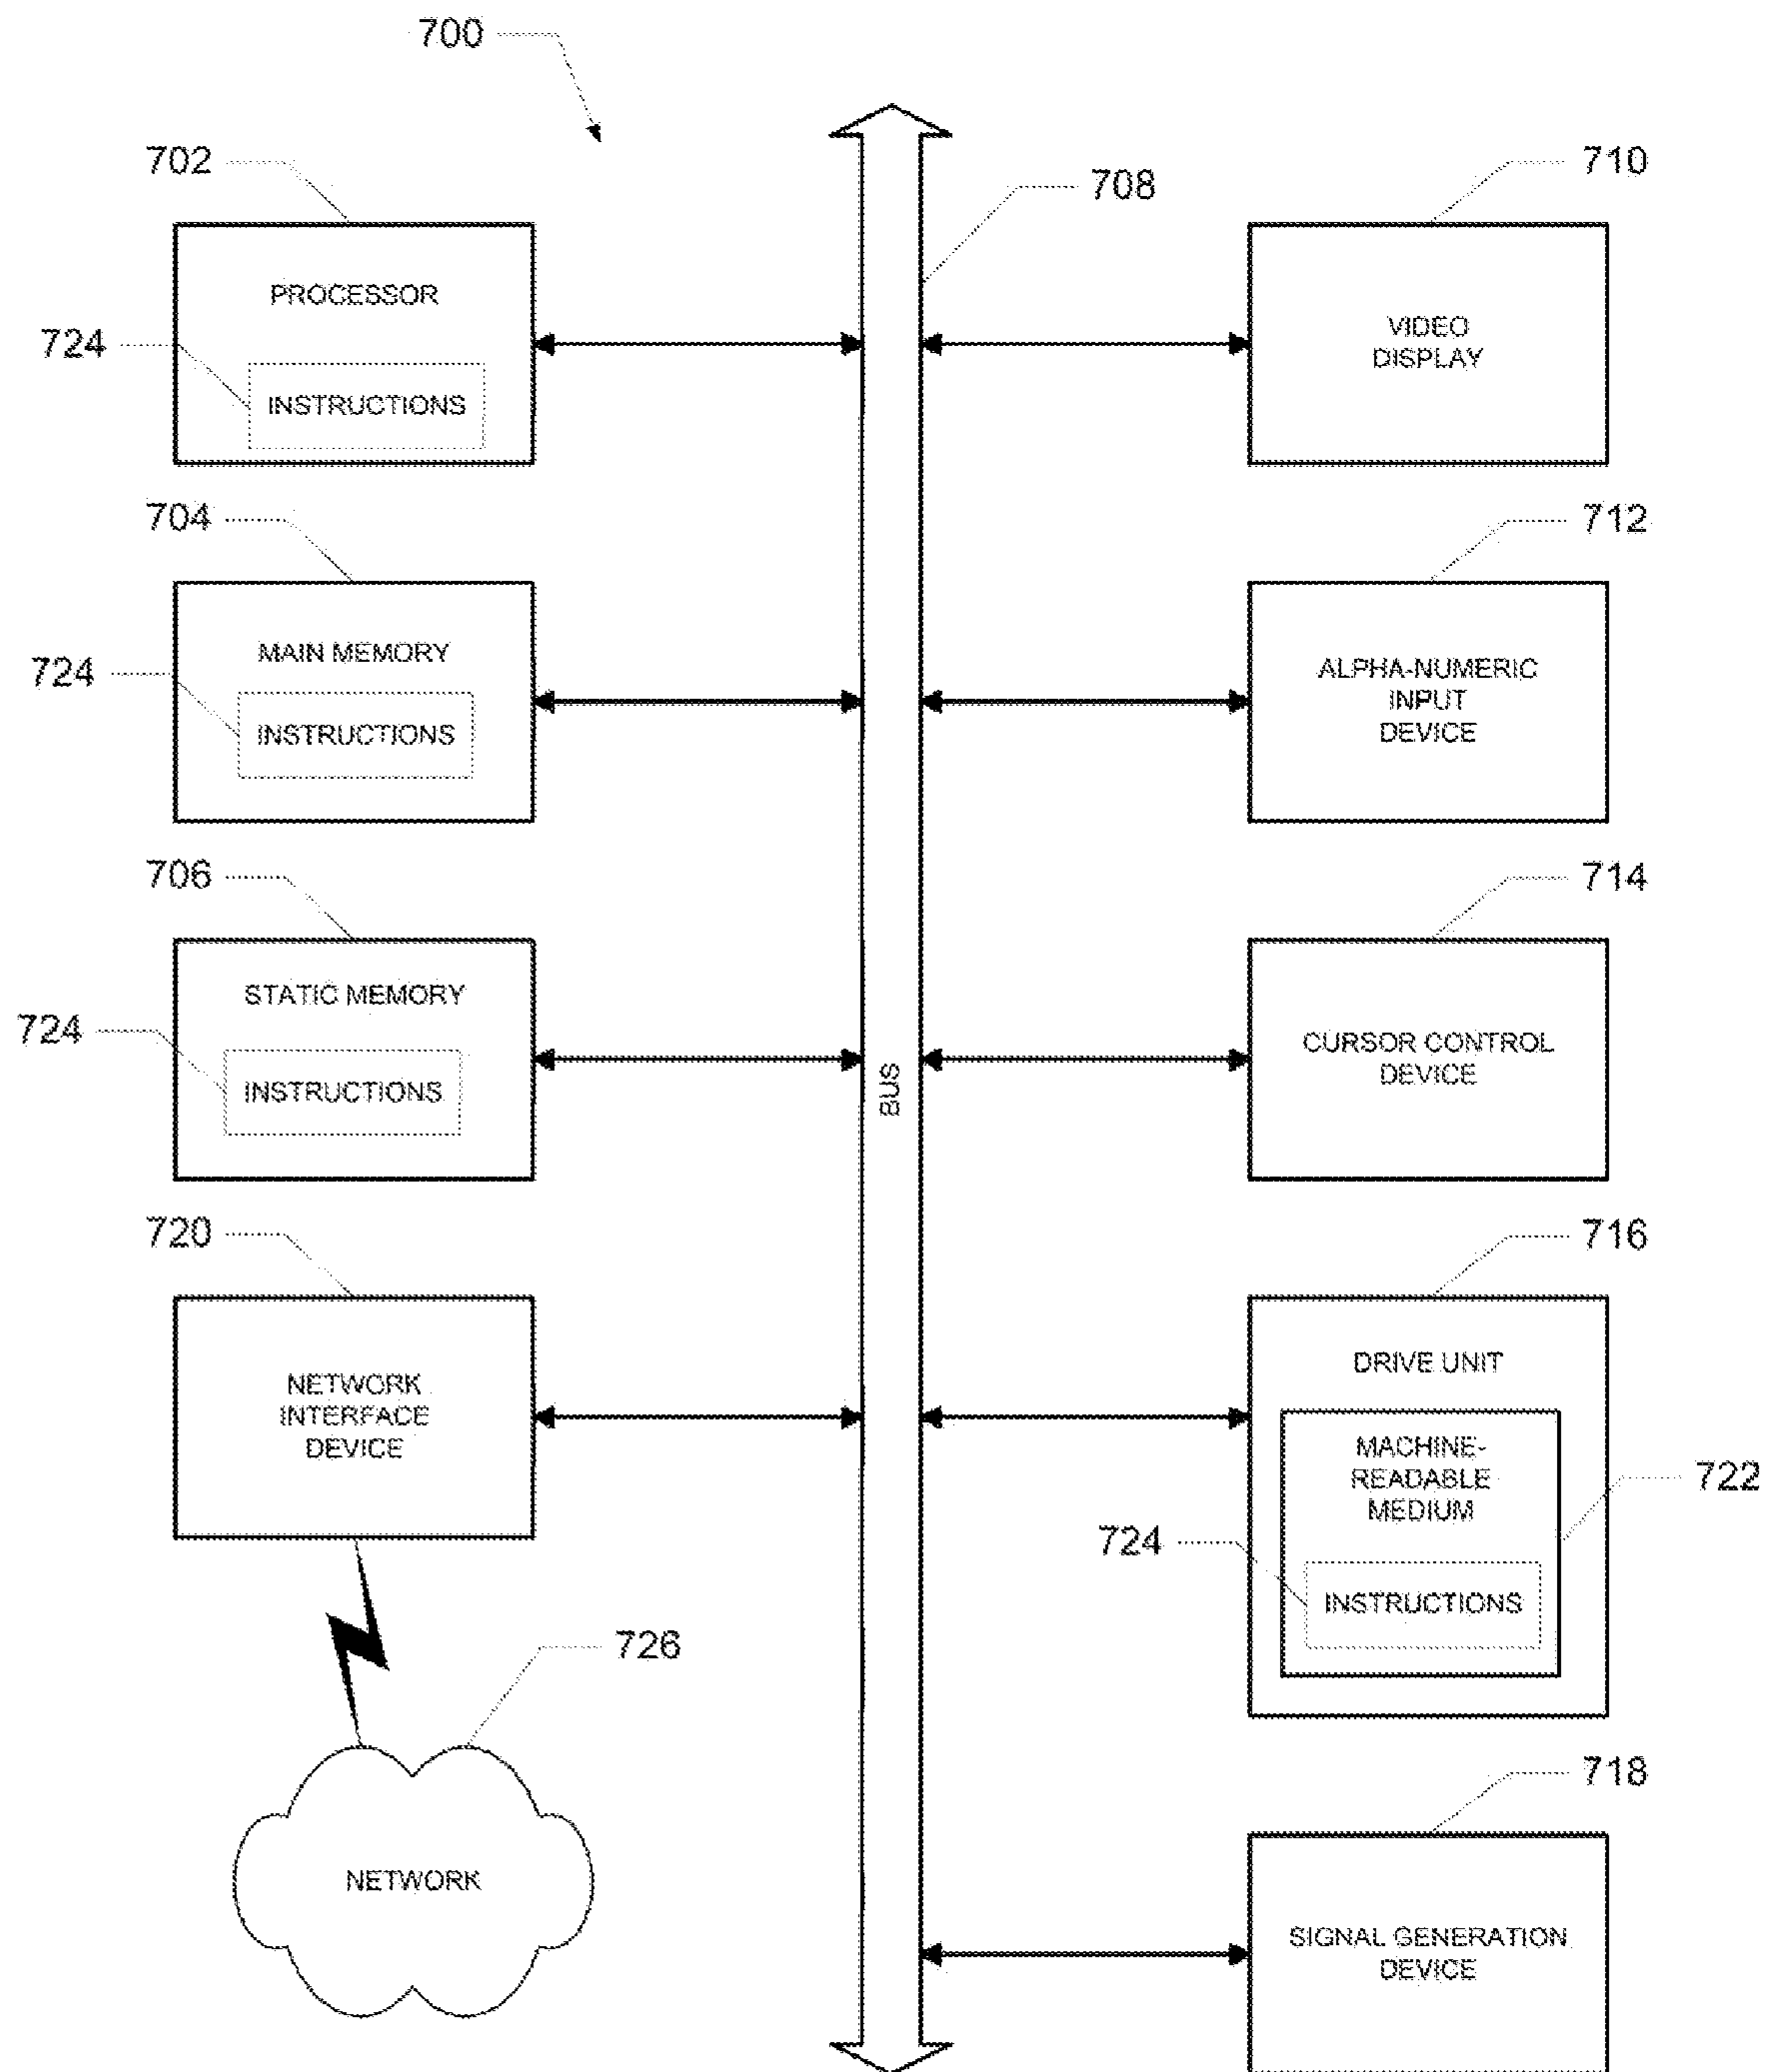 700
702
708
710
PROCESSOR
724
INSTRUCTIONS
VIDEO
DISPLAY
704
712
MAIN MEMORY
724
INSTRUCTIONS
ALPHA-NUMERIC
INPUT
DEVICE
706
714
STATIC MEMORY
724
INSTRUCTIONS
BUS
CURSOR CONTROL
DEVICE
720
716
NETWORK
INTERFACE
DEVICE
DRIVE UNIT
MACHINE-
READABLE
MEDIUM
722
724
INSTRUCTIONS
726
NETWORK
718
SIGNAL GENERATION
DEVICE